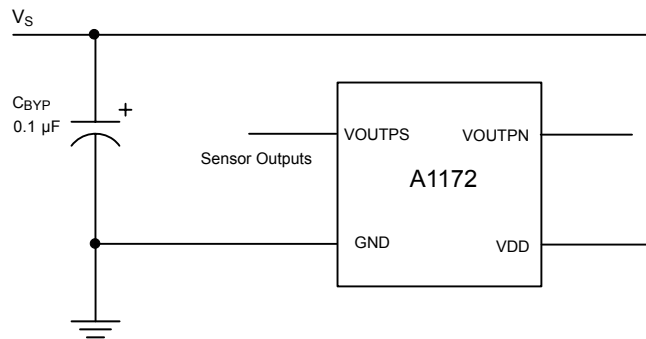 VS
CBYP
+
0.1 µF
VOUTPS
VOUTPN
Sensor Outputs
A1172
GND
VDD